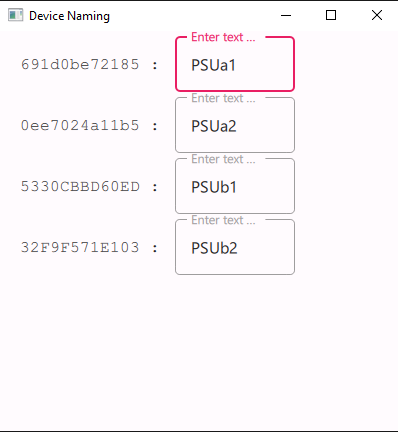 Device Naming
Enter text ...
691d0be72185 : PSUa1
Enter text ...
0ee7024a11b5 : PSUa2
Enter text ...
5330CBBD60ED : PSUb1
Enter text ...
32F9F571E103 : PSUb2